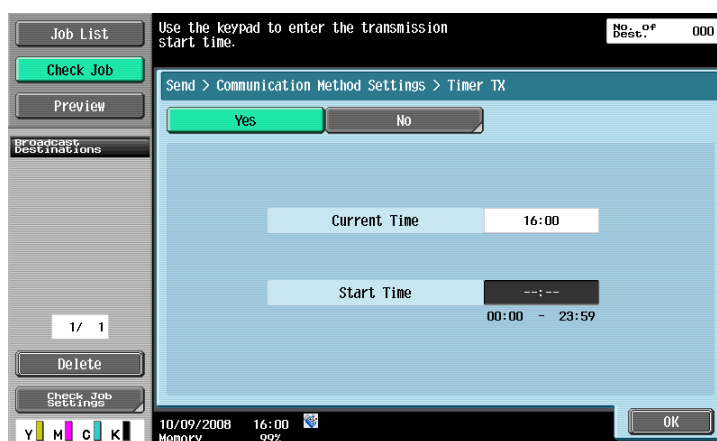 Job List
Check Job
Preview
Broadcast
Destinations
1/ 1
Delete
Check Job
Settings
Y M C K
Use the keypad to enter the transmission
start time.
No. of
Dest.
000
Send > Communication Method Settings > Timer TX
Yes
No
Current Time
16:00
Start Time
--:--
00:00 - 23:59
10/09/2008 16:00
Memory 99%
OK